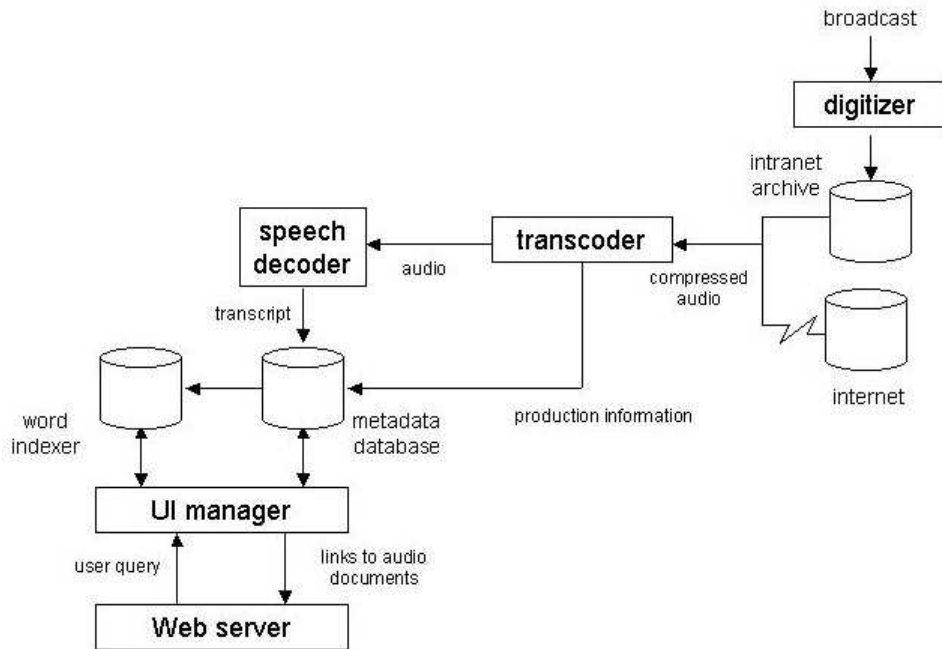 broadcast
digitizer
intranet
archive
speech
decoder
transcoder
audio
compressed
audio
transcript
internet
word
indexer
metadata
database
production information
UI manager
user query
links to audio
documents
Web server